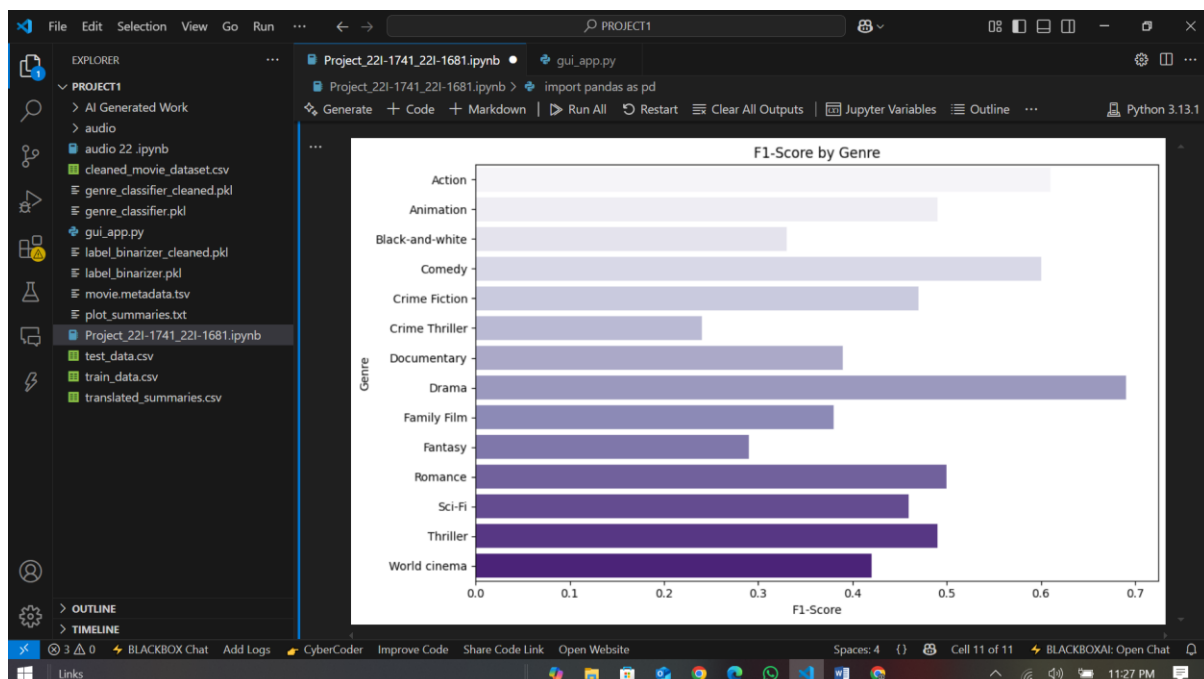 File Edit Selection View Go Run ··· PROJECT1
EXPLORER ···
PROJECT1
AI Generated Work
audio
audio 22 .ipynb
cleaned_movie_dataset.csv
genre_classifier_cleaned.pkl
genre_classifier.pkl
gui_app.py
label_binarizer_cleaned.pkl
label_binarizer.pkl
movie.metadata.tsv
plot_summaries.txt
Project_22I-1741_22I-1681.ipynb
test_data.csv
train_data.csv
translated_summaries.csv
OUTLINE
TIMELINE
1
Project_22I-1741_22I-1681.ipynb gui_app.py ···
Project_22I-1741_22I-1681.ipynb > import pandas as pd
Generate + Code + Markdown | Run All Restart Clear All Outputs | Jupyter Variables Outline ··· Python 3.13.1
···
F1-Score by Genre
Genre
Action
Animation
Black-and-white
Comedy
Crime Fiction
Crime Thriller
Documentary
Drama
Family Film
Fantasy
Romance
Sci-Fi
Thriller
World cinema
0.0 0.1 0.2 0.3 0.4 0.5 0.6 0.7
F1-Score
3 0 BLACKBOX Chat Add Logs CyberCoder Improve Code Share Code Link Open Website Spaces: 4 {} Cell 11 of 11 BLACKBOXAI: Open Chat
Links 11:27 PM